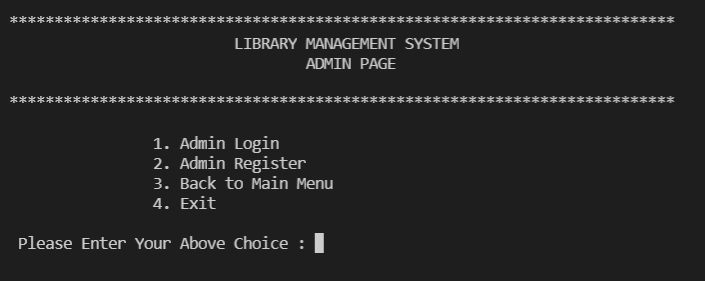 **************************************************************************
LIBRARY MANAGEMENT SYSTEM
ADMIN PAGE
**************************************************************************
1. Admin Login
2. Admin Register
3. Back to Main Menu
4. Exit
Please Enter Your Above Choice :